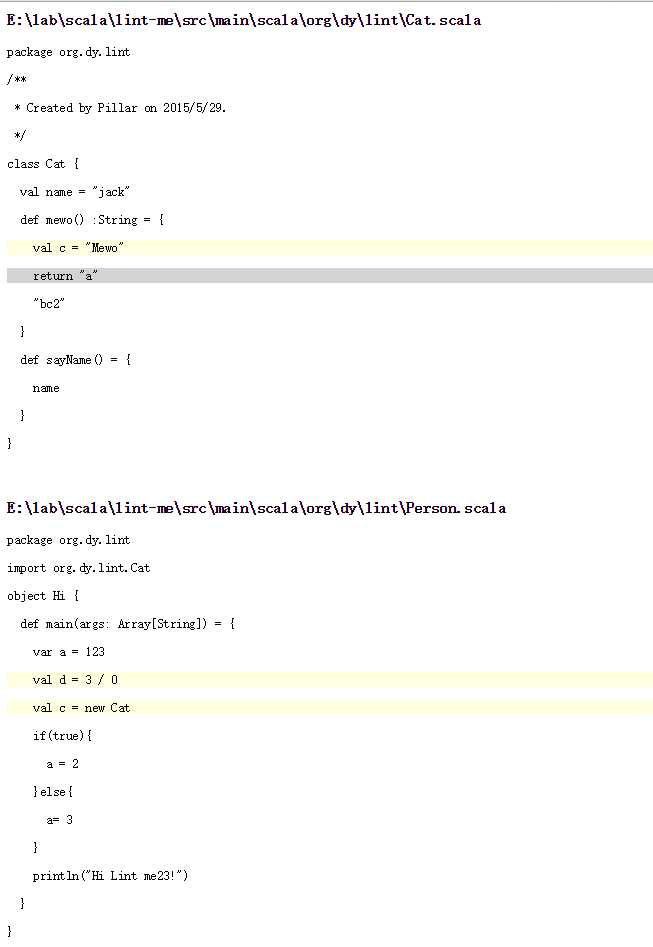 E:\lab\scala\lint-me\src\main\scala\org\dy\lint\Cat.scala
package org.dy.lint
/**
 * Created by Pillar on 2015/5/29.
 */
class Cat {
  val name = "jack"
  def mewo() :String = {
    val c = "Mewo"
    return "a"
    "bc2"
  }
  def sayName() = {
    name
  }
}
E:\lab\scala\lint-me\src\main\scala\org\dy\lint\Person.scala
package org.dy.lint
import org.dy.lint.Cat
object Hi {
  def main(args: Array[String]) = {
    var a = 123
    val d = 3 / 0
    val c = new Cat
    if(true){
      a = 2
    }else{
      a= 3
    }
    println("Hi Lint me23!")
  }
}